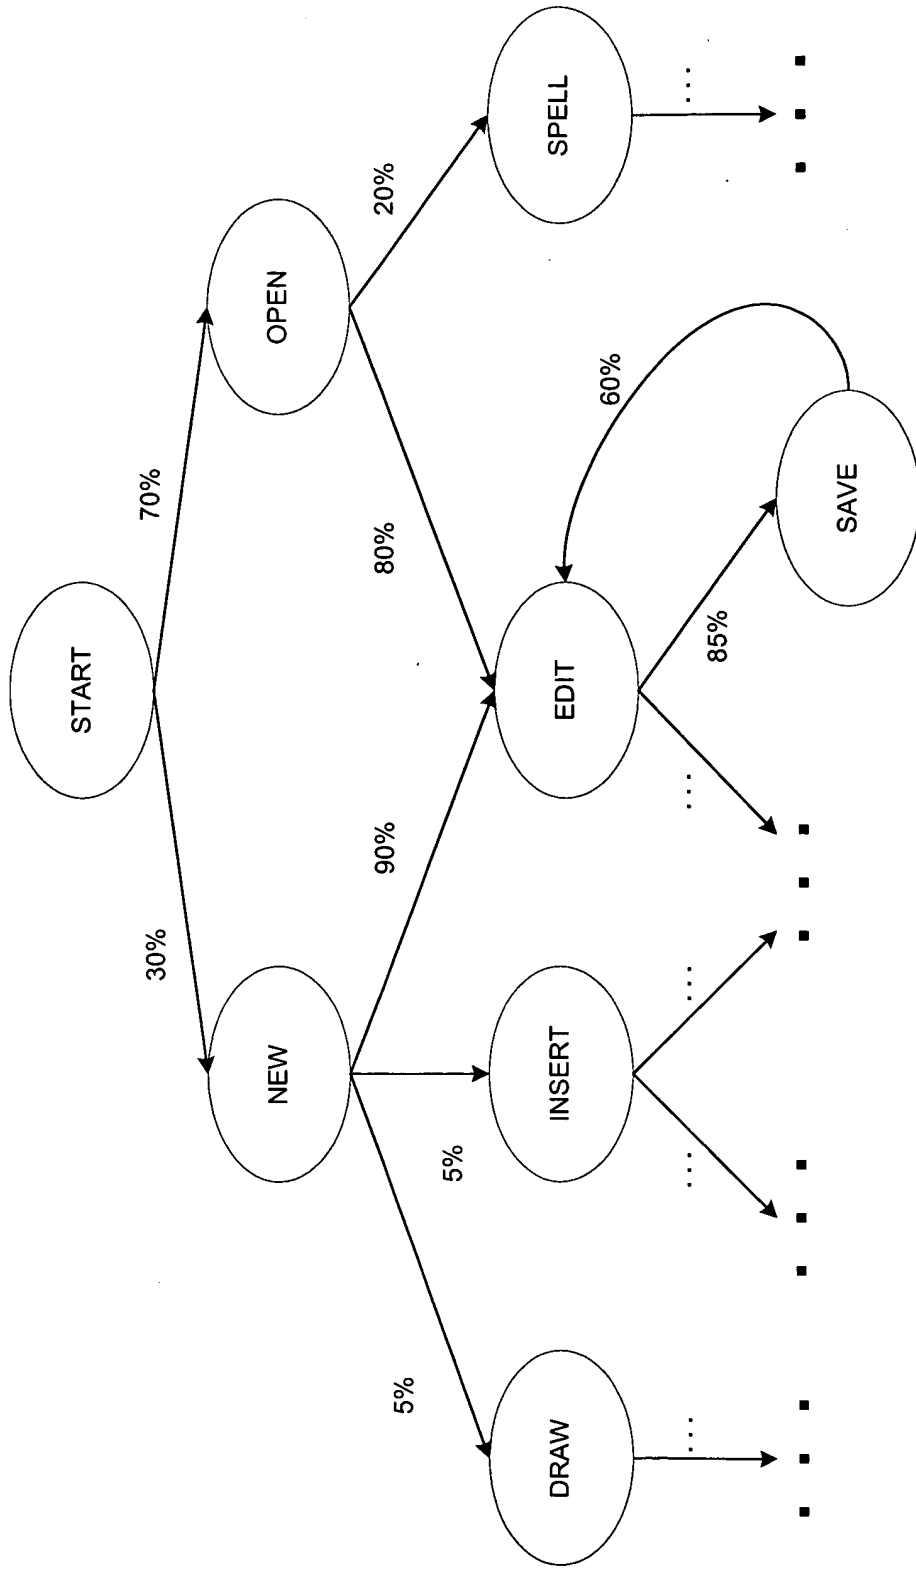 START
30%
70%
NEW
OPEN
5%
5%
90%
80%
20%
DRAW
INSERT
EDIT
SPELL
60%
85%
...
...
...
...
...
SAVE